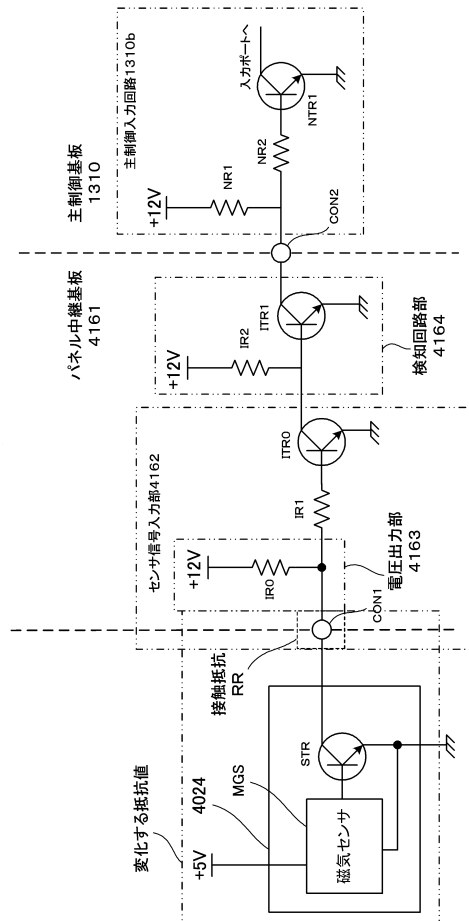 主制御基板
1310
主制御入力回路1310b
+12V
NR1
NR2
NTR1
入力ポートへ
CON2
パネル中継基板
4161
+12V
IR2
ITR1
検知回路部
4164
センサ信号入力部4162
+12V
IR0
IR1
ITR0
電圧出力部
4163
CON1
接触抵抗
RR
変化する抵抗値
+5V
4024
MGS
磁気センサ
STR